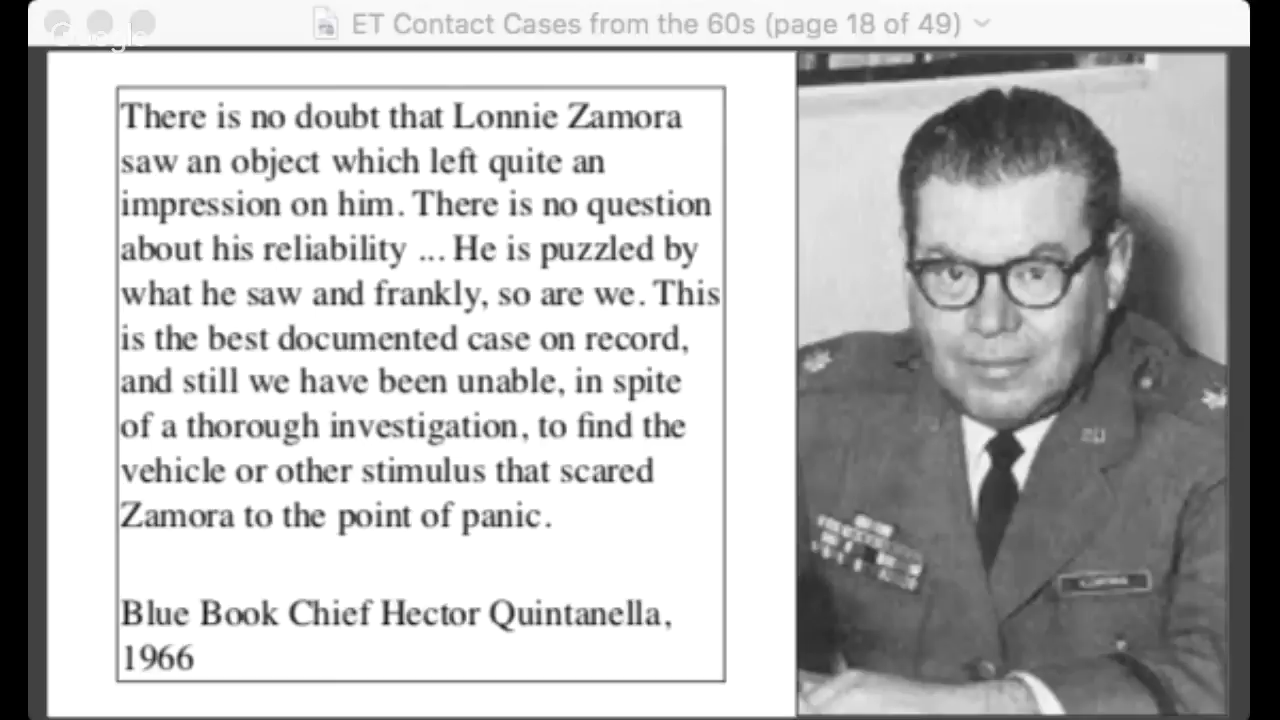 ET Contact Cases from the 60s (page 18 of 49)
Google
There is no doubt that Lonnie Zamora
saw an object which left quite an
impression on him. There is no question
about his reliability ... He is puzzled by
what he saw and frankly, so are we. This
is the best documented case on record,
and still we have been unable, in spite
of a thorough investigation, to find the
vehicle or other stimulus that scared
Zamora to the point of panic.
Blue Book Chief Hector Quintanella,
1966